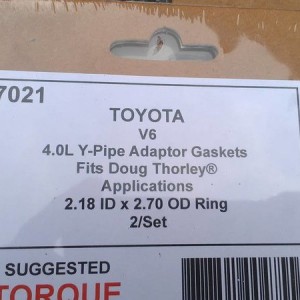 7021
TOYOTA
V6
4.0L Y-Pipe Adaptor Gaskets
Fits Doug Thorley®
Applications
2.18 ID x 2.70 OD Ring
2/Set
SUGGESTED
TORQUE